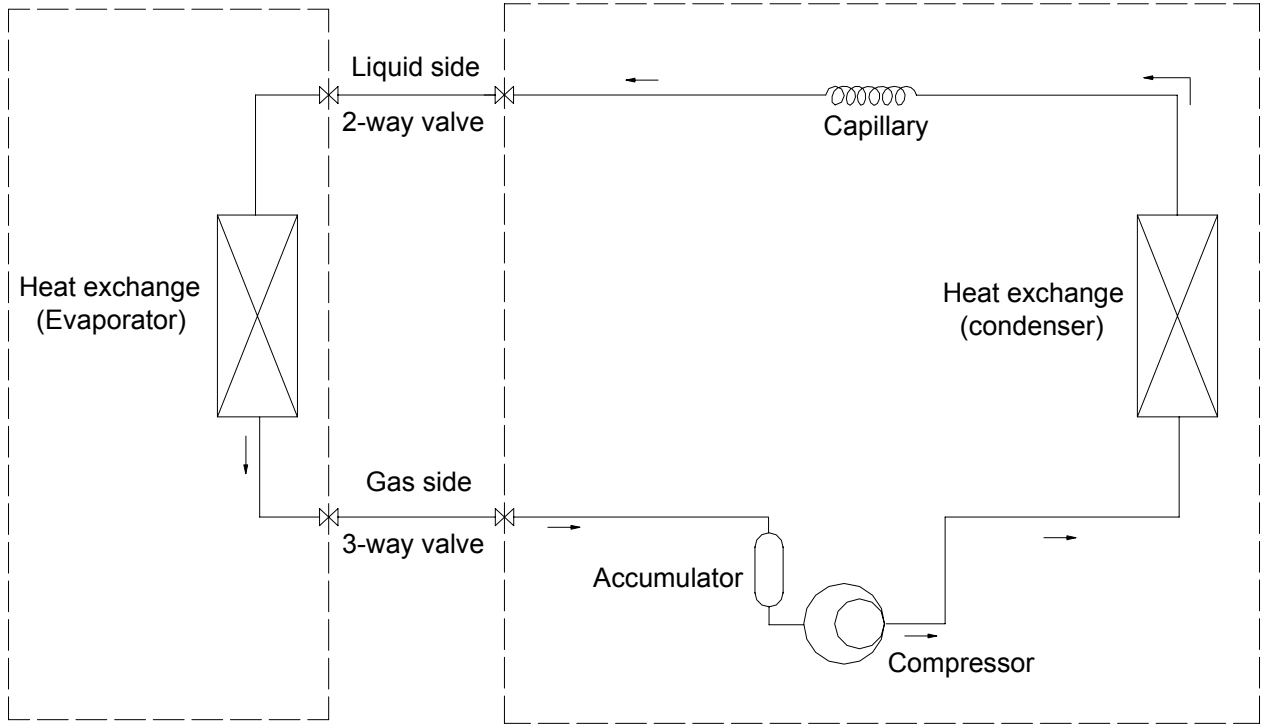 Liquid side
2-way valve
Capillary
Heat exchange
(Evaporator)
Heat exchange
(condenser)
Gas side
3-way valve
Accumulator
Compressor